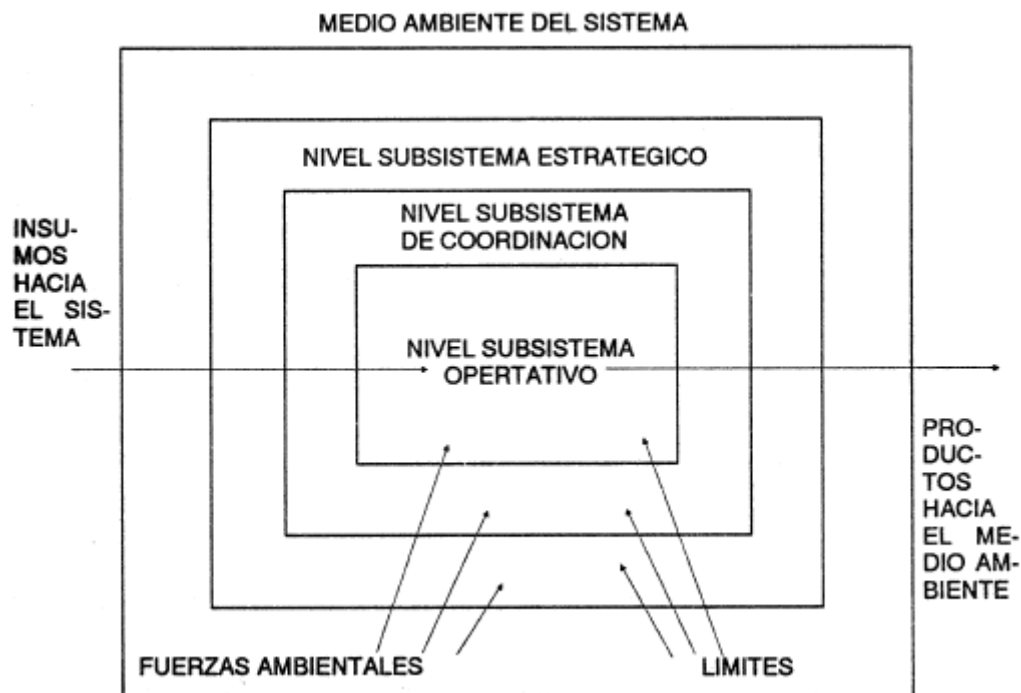 MEDIO AMBIENTE DEL SISTEMA
NIVEL SUBSISTEMA ESTRATEGICO
NIVEL SUBSISTEMA
DE COORDINACION
INSU-
MOS
HACIA
EL SIS-
TEMA
NIVEL SUBSISTEMA
OPERTATIVO
PRO-
DUC-
TOS
HACIA
EL ME-
DIO AM-
BIENTE
FUERZAS AMBIENTALES
LIMITES